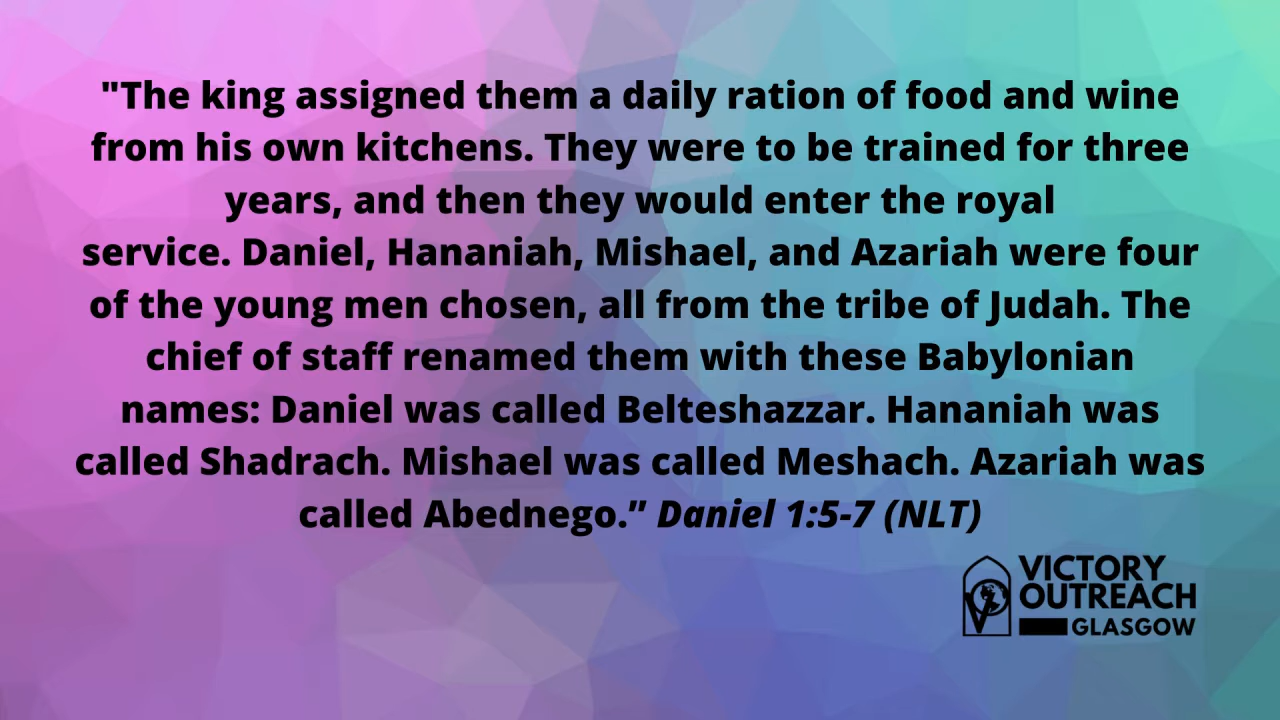 "The king assigned them a daily ration of food and wine
from his own kitchens. They were to be trained for three
years, and then they would enter the royal
service. Daniel, Hananiah, Mishael, and Azariah were four
of the young men chosen, all from the tribe of Judah. The
chief of staff renamed them with these Babylonian
names: Daniel was called Belteshazzar. Hananiah was
called Shadrach. Mishael was called Meshach. Azariah was
called Abednego.” Daniel 1:5-7 (NLT)
VICTORY
OUTREACH
GLASGOW